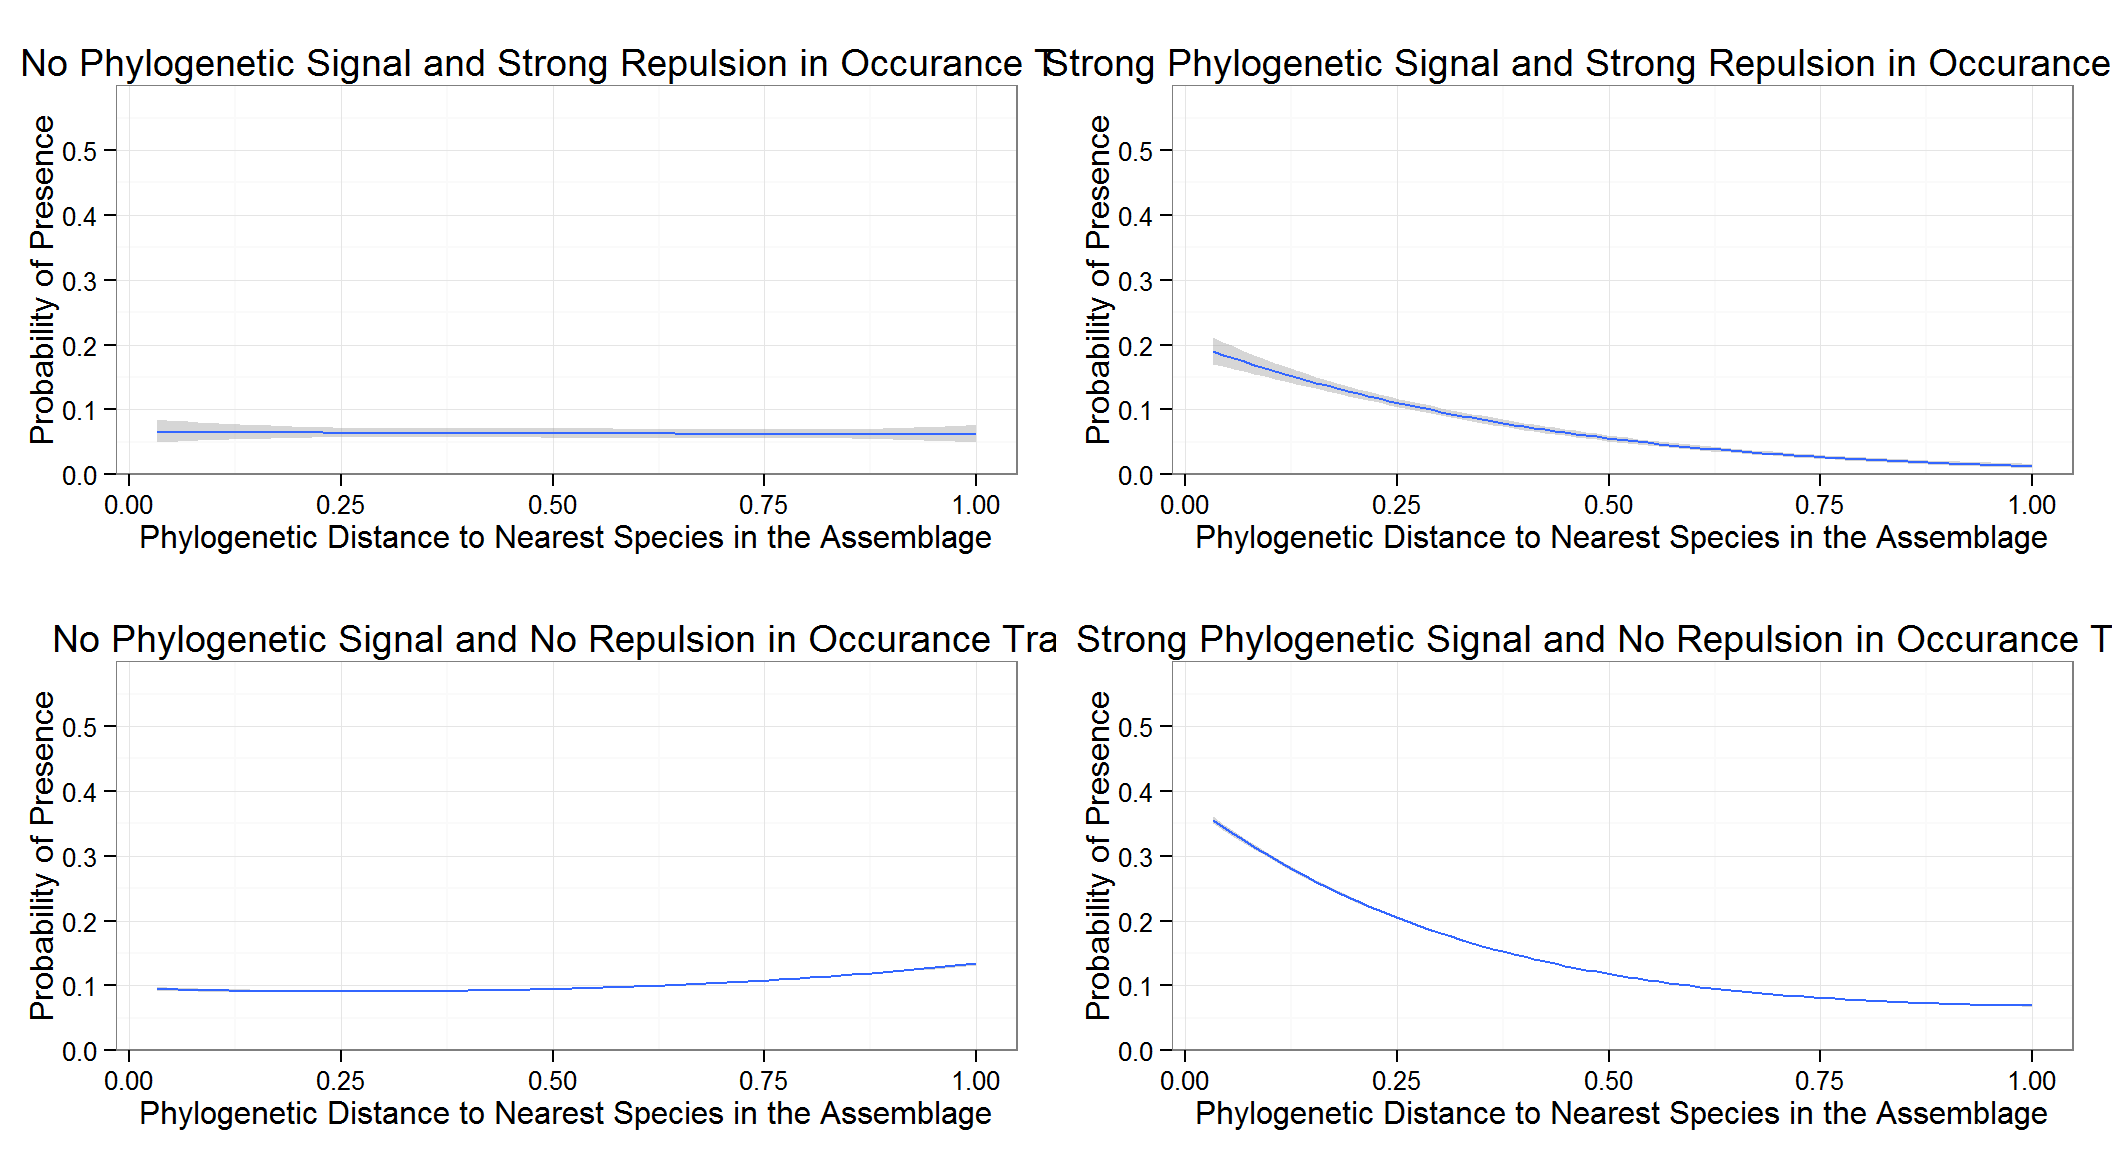 No Phylogenetic Signal and Strong Repulsion in Occurance T
Probability of Presence
0.5
0.4
0.3
0.2
0.1
0.0
0.00 0.25 0.50 0.75 1.00
Phylogenetic Distance to Nearest Species in the Assemblage
Strong Phylogenetic Signal and Strong Repulsion in Occurance
Probability of Presence
0.5
0.4
0.3
0.2
0.1
0.0
0.00 0.25 0.50 0.75 1.00
Phylogenetic Distance to Nearest Species in the Assemblage
No Phylogenetic Signal and No Repulsion in Occurance Tra
Probability of Presence
0.5
0.4
0.3
0.2
0.1
0.0
0.00 0.25 0.50 0.75 1.00
Phylogenetic Distance to Nearest Species in the Assemblage
Strong Phylogenetic Signal and No Repulsion in Occurance T
Probability of Presence
0.5
0.4
0.3
0.2
0.1
0.0
0.00 0.25 0.50 0.75 1.00
Phylogenetic Distance to Nearest Species in the Assemblage